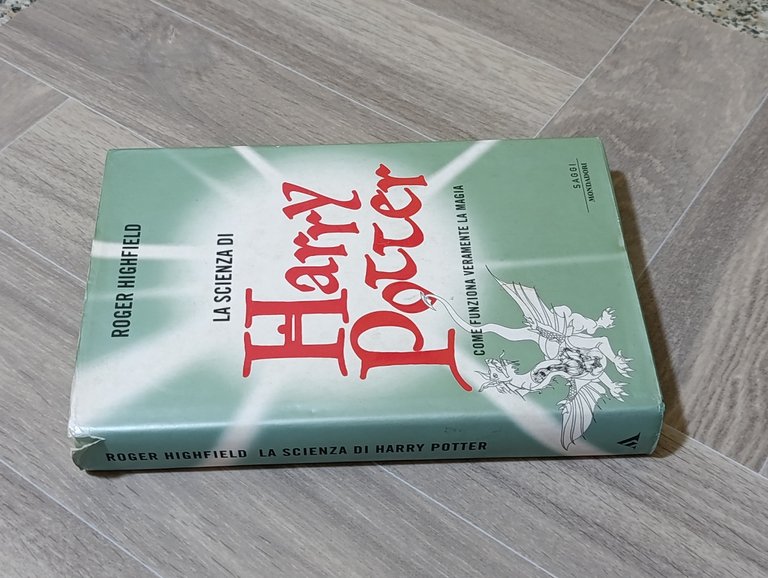 ROGER HIGHFIELD
LA SCIENZA DI
Harry
Potter
COME FUNZIONA VERAMENTE LA MAGIA
SAGGI
MONDADORI
ROGER HIGHFIELD LA SCIENZA DI HARRY POTTER